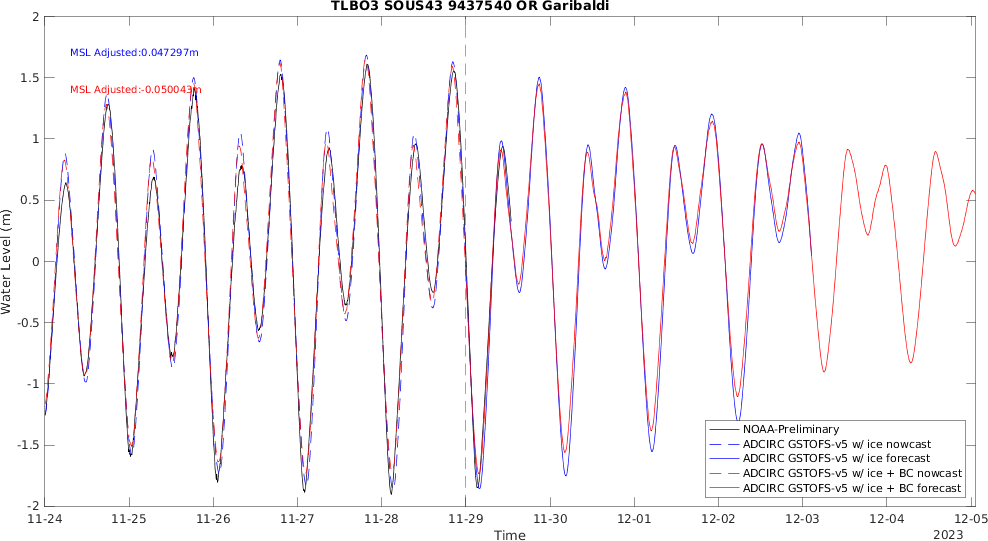 TLBO3 SOUS43 9437540 OR Garibaldi
2
1.5
1
0.5
0
-0.5
-1
-1.5
-2
Water Level (m)
MSL Adjusted:0.047297m
MSL Adjusted:-0.050043m
NOAA-Preliminary
ADCIRC GSTOFS-v5 w/ ice nowcast
ADCIRC GSTOFS-v5 w/ ice forecast
ADCIRC GSTOFS-v5 w/ ice + BC nowcast
ADCIRC GSTOFS-v5 w/ ice + BC forecast
11-24 11-25 11-26 11-27 11-28 11-29 11-30 12-01 12-02 12-03 12-04 12-05
Time
2023